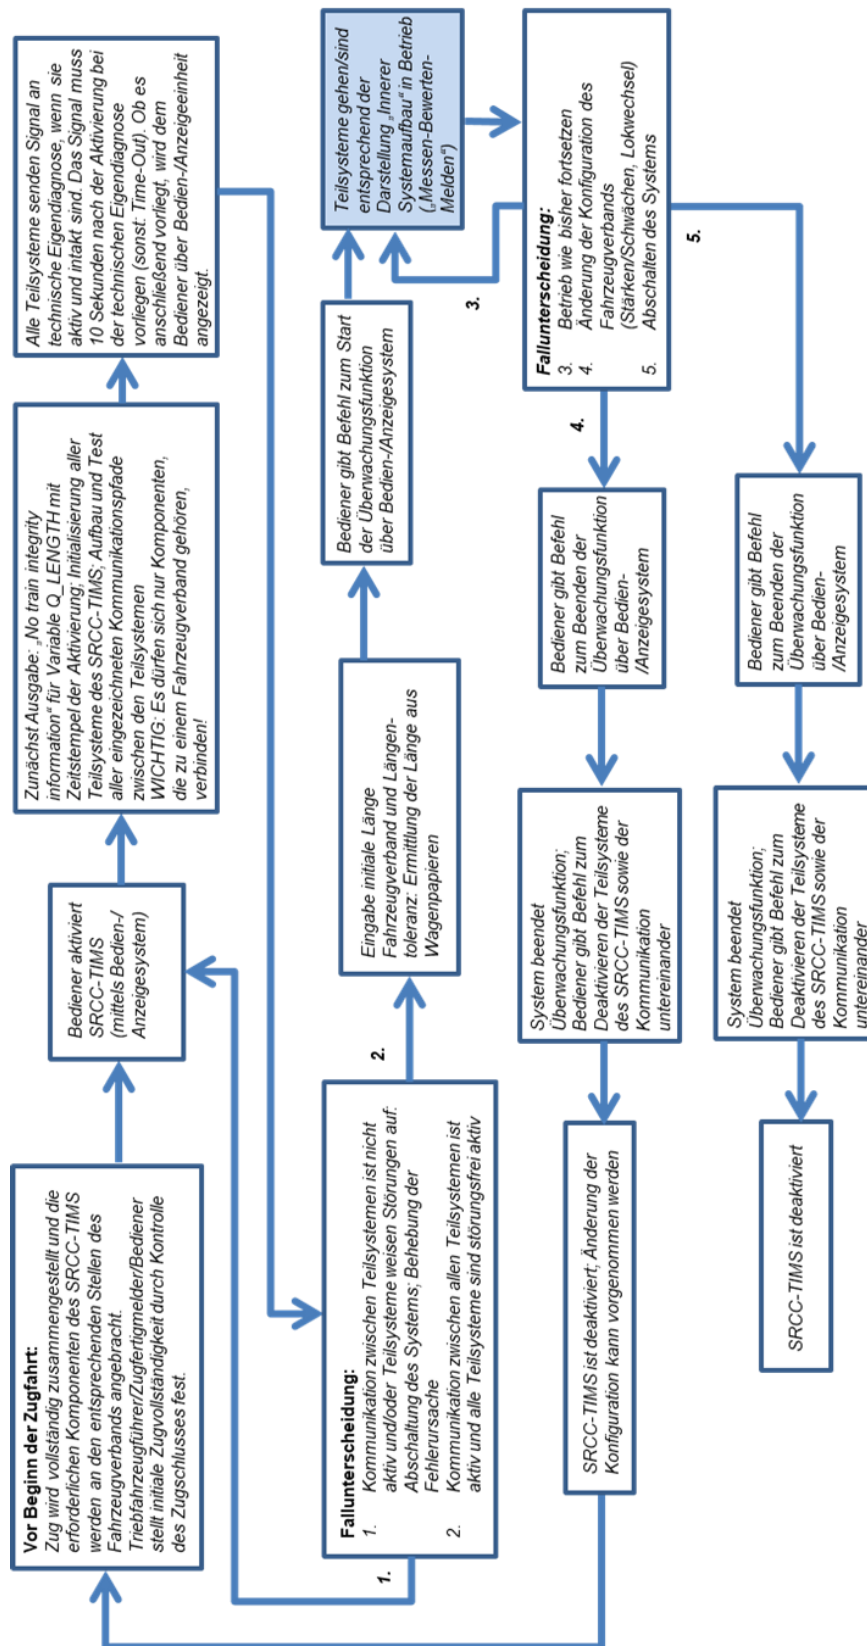 Vor Beginn der Zugfahrt:
Zug wird vollständig zusammengestellt und die
erforderlichen Komponenten des SRCC-TIMS
werden an den entsprechenden Stellen des
Fahrzeugverbands angebracht.
Triebfahrzeugführer/Zugfertigmelder/Bediener
stellt initiale Zugvollständigkeit durch Kontrolle
des Zugschlusses fest.
Bediener aktiviert
SRCC-TIMS
(mittels Bedien-/
Anzeigesystem)
Zunächst Ausgabe: „No train integrity
information“ für Variable Q_LENGTH mit
Zeitstempel der Aktivierung; Initialisierung aller
Teilsysteme des SRCC-TIMS; Aufbau und Test
aller eingezeichneten Kommunikationspfade
zwischen den Teilsystemen
WICHTIG: Es dürfen sich nur Komponenten,
die zu einem Fahrzeugverband gehören,
verbinden!
Alle Teilsysteme senden Signal an
technische Eigendiagnose, wenn sie
aktiv und intakt sind. Das Signal muss
10 Sekunden nach der Aktivierung bei
der technischen Eigendiagnose
vorliegen (sonst: Time-Out). Ob es
anschließend vorliegt, wird dem
Bediener über Bedien-/Anzeigeeinheit
angezeigt.
Fallunterscheidung:
1. Kommunikation zwischen Teilsystemen ist nicht
aktiv und/oder Teilsysteme weisen Störungen auf:
Abschaltung des Systems; Behebung der
Fehlerursache
2. Kommunikation zwischen allen Teilsystemen ist
aktiv und alle Teilsysteme sind störungsfrei aktiv
1.
2.
Eingabe initiale Länge
Fahrzeugverband und Längen-
toleranz: Ermittlung der Länge aus
Wagenpapieren
Bediener gibt Befehl zum Start
der Überwachungsfunktion
über Bedien-/Anzeigesystem
Teilsysteme gehen/sind
entsprechend der
Darstellung „Innerer
Systemaufbau“ in Betrieb
(„Messen-Bewerten-
Melden“)
3.
Fallunterscheidung:
3. Betrieb wie bisher fortsetzen
4. Änderung der Konfiguration des
Fahrzeugverbands
(Stärken/Schwächen, Lokwechsel)
5. Abschalten des Systems
4.
5.
Bediener gibt Befehl
zum Beenden der
Überwachungsfunktion
über Bedien-
/Anzeigesystem
System beendet
Überwachungsfunktion;
Bediener gibt Befehl zum
Deaktivieren der Teilsysteme
des SRCC-TIMS sowie der
Kommunikation
untereinander
SRCC-TIMS ist deaktiviert; Änderung der
Konfiguration kann vorgenommen werden
Bediener gibt Befehl
zum Beenden der
Überwachungsfunktion
über Bedien-
/Anzeigesystem
System beendet
Überwachungsfunktion;
Bediener gibt Befehl zum
Deaktivieren der Teilsysteme
des SRCC-TIMS sowie der
Kommunikation
untereinander
SRCC-TIMS ist deaktiviert